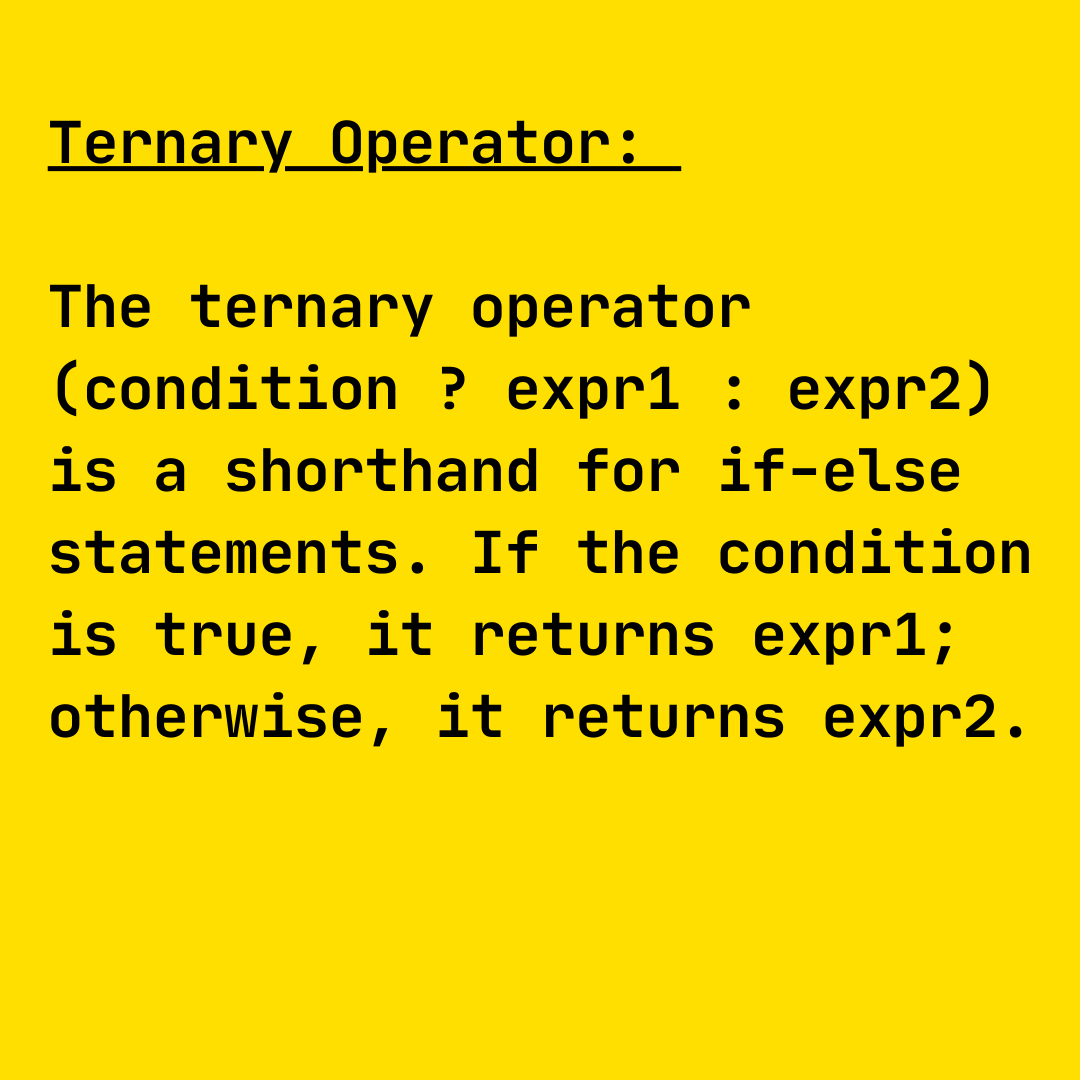 Ternary Operator:
The ternary operator
(condition ? expr1 : expr2)
is a shorthand for if-else
statements. If the condition
is true, it returns expr1;
otherwise, it returns expr2.